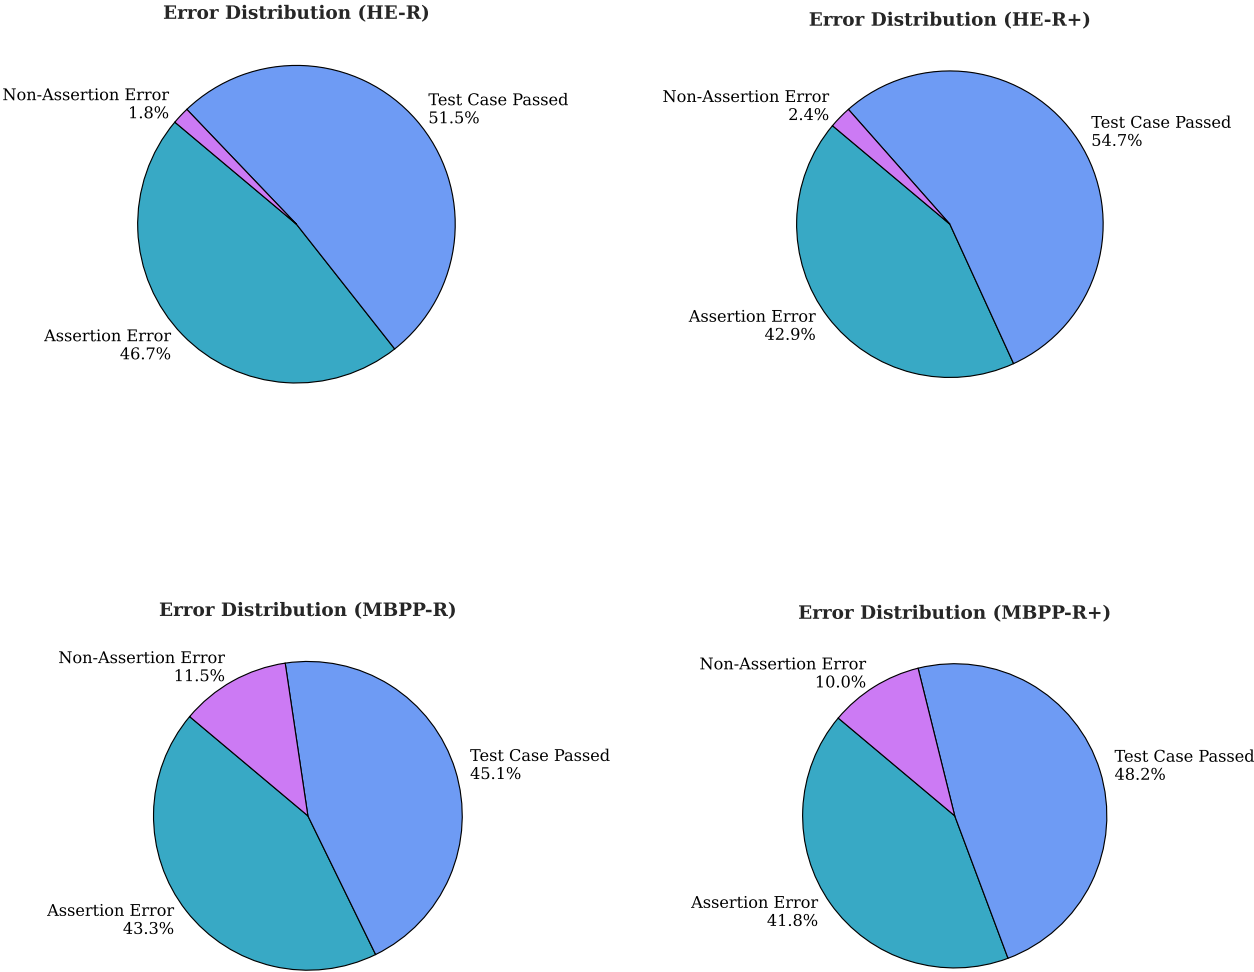 Error Distribution (HE-R)
Non-Assertion Error
1.8%
Test Case Passed
51.5%
Assertion Error
46.7%
Error Distribution (HE-R+)
Non-Assertion Error
2.4%
Test Case Passed
54.7%
Assertion Error
42.9%
Error Distribution (MBPP-R)
Non-Assertion Error
11.5%
Test Case Passed
45.1%
Assertion Error
43.3%
Error Distribution (MBPP-R+)
Non-Assertion Error
10.0%
Test Case Passed
48.2%
Assertion Error
41.8%